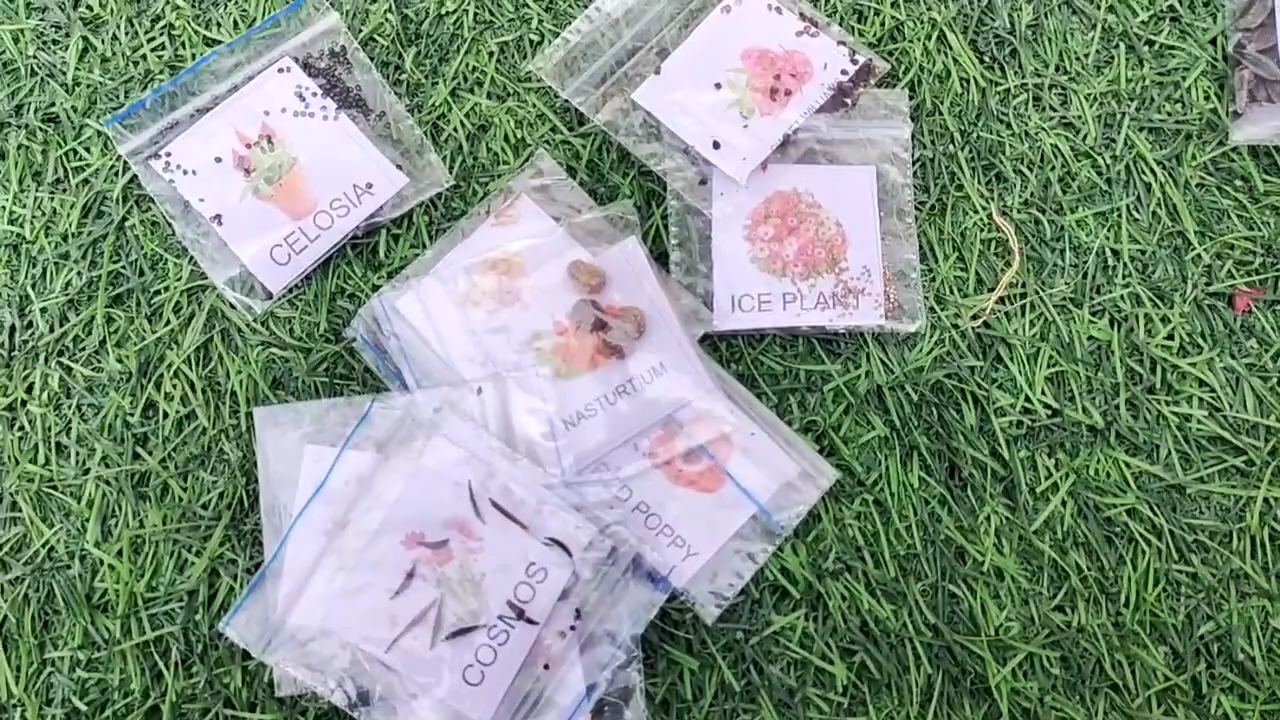 CELOSIA
ICE PLANT
NASTURTIUM
D POPPY
COSMOS